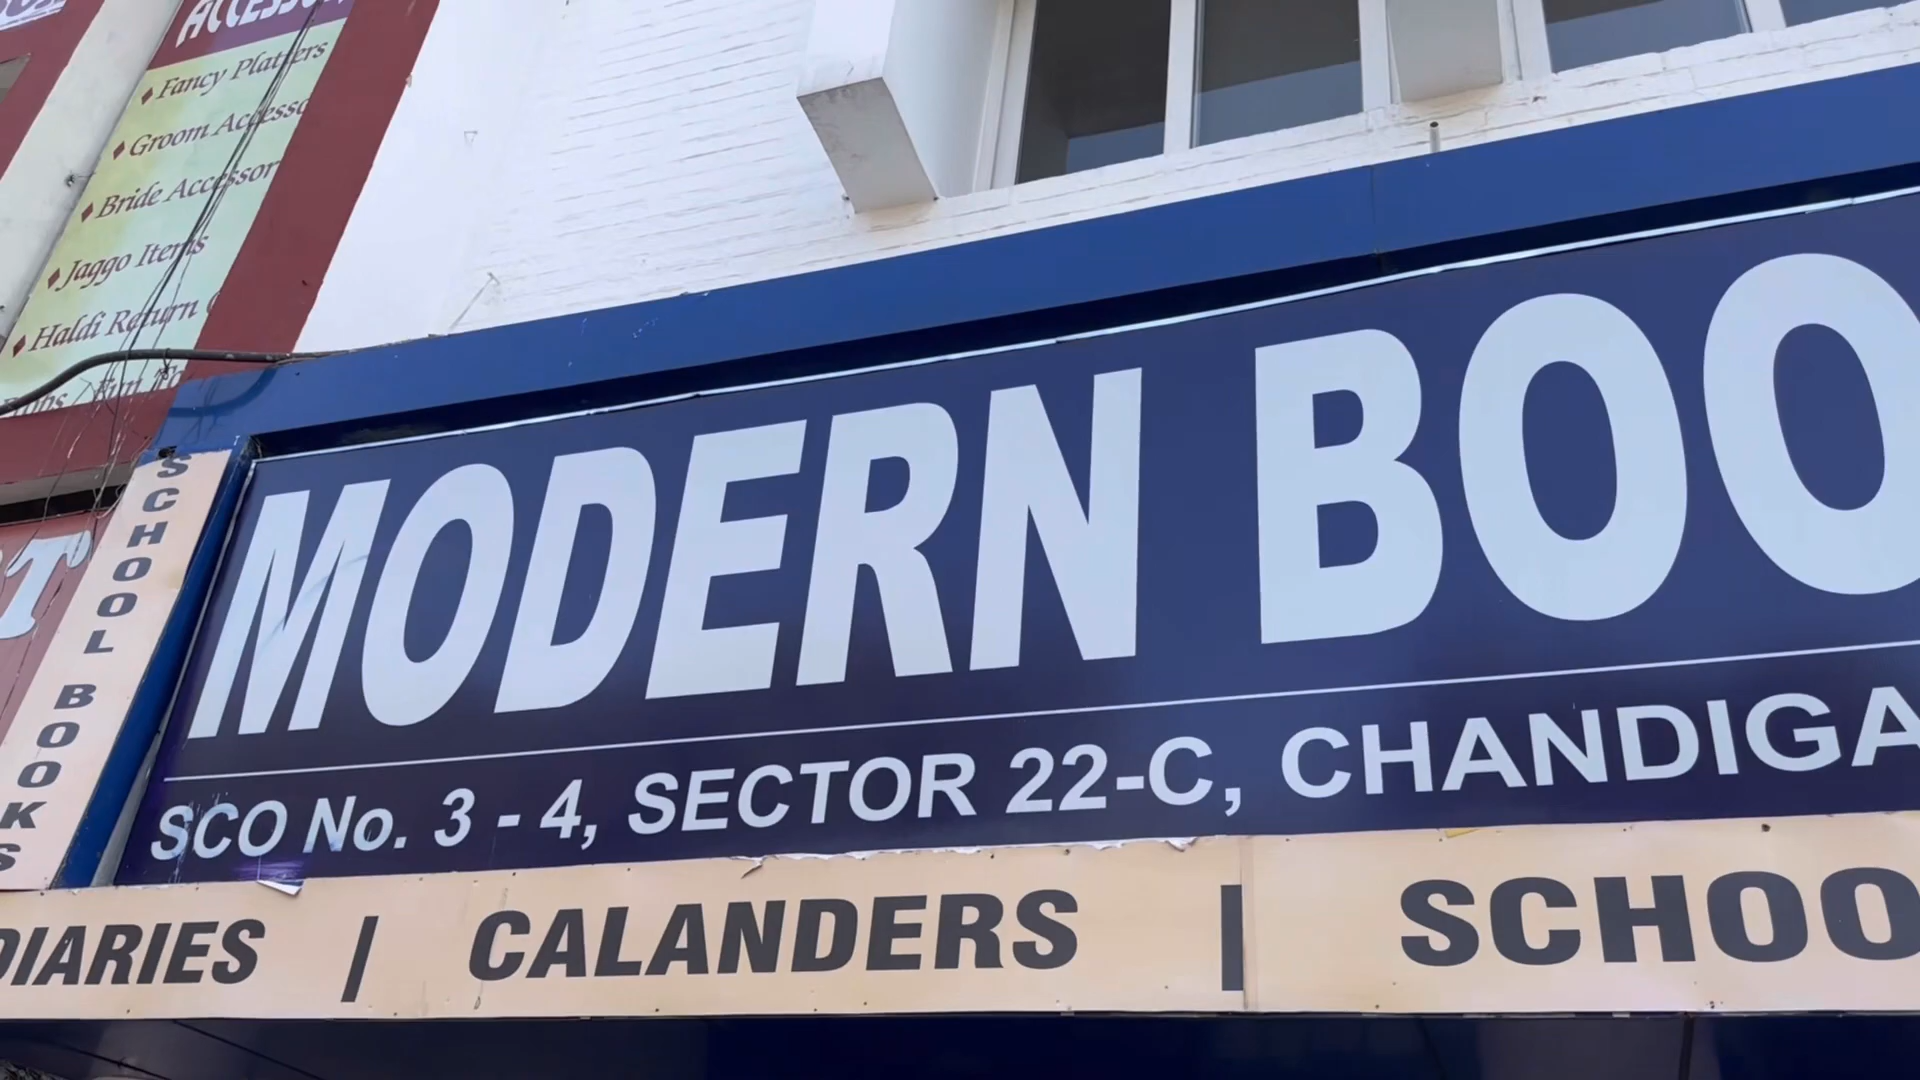 Fancy Platters
Groom Accesso
Bride Accessor
Jaggo Items
Haldi Return
SCHOOL BOOKS
MODERN BOO
SCO No. 3 - 4, SECTOR 22-C, CHANDIGA
DIARIES | CALANDERS | SCHOO